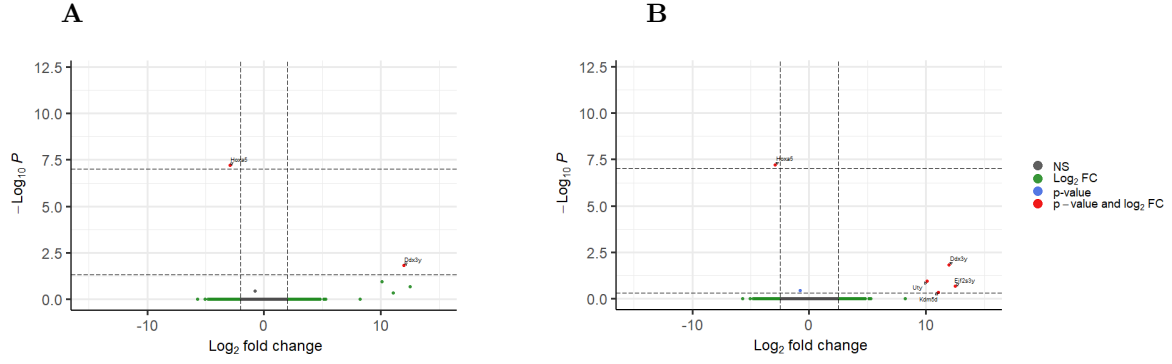 A
12.5
10.0
7.5
5.0
2.5
0.0
− Log10 P
Hoxa5
Ddx3y
-10
0
10
Log2 fold change
B
12.5
10.0
7.5
5.0
2.5
0.0
− Log10 P
Hoxa5
Ddx3y
Eif2s3y
Uty
Kdm5d
-10
0
10
Log2 fold change
NS
Log2 FC
p-value
p − value and log2 FC